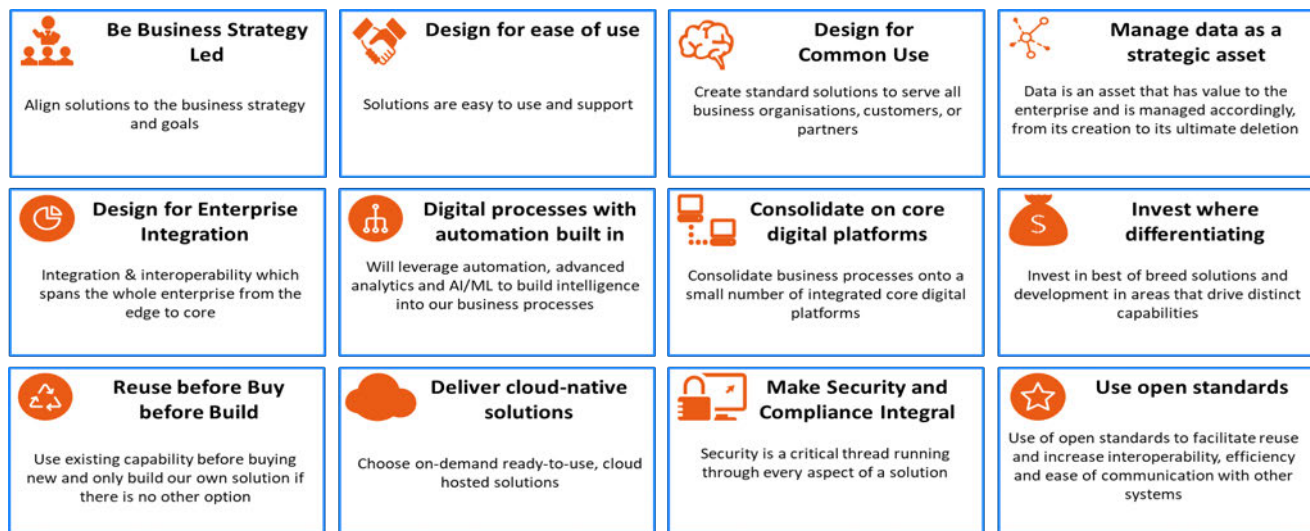 Be Business Strategy
Led
Align solutions to the business strategy
and goals
Design for ease of use
Solutions are easy to use and support
Design for
Common Use
Create standard solutions to serve all
business organisations, customers, or
partners
Manage data as a
strategic asset
Data is an asset that has value to the
enterprise and is managed accordingly,
from its creation to its ultimate deletion
Design for Enterprise
Integration
Integration & interoperability which
spans the whole enterprise from the
edge to core
Digital processes with
automation built in
Will leverage automation, advanced
analytics and AI/ML to build intelligence
into our business processes
Consolidate on core
digital platforms
Consolidate business processes onto a
small number of integrated core digital
platforms
S
Invest where
differentiating
Invest in best of breed solutions and
development in areas that drive distinct
capabilities
Reuse before Buy
before Build
Use existing capability before buying
new and only build our own solution if
there is no other option
Deliver cloud-native
solutions
Choose on-demand ready-to-use, cloud
hosted solutions
Make Security and
Compliance Integral
Security is a critical thread running
through every aspect of a solution
Use open standards
Use of open standards to facilitate reuse
and increase interoperability, efficiency
and ease of communication with other
systems